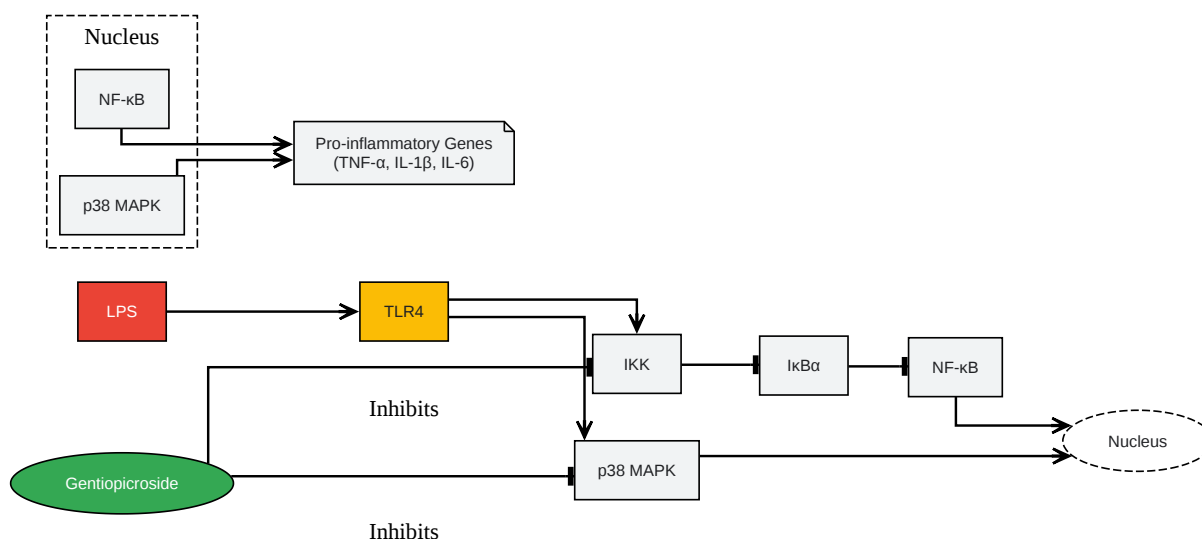 Nucleus
NF-κB
Pro-inflammatory Genes
(TNF-α, IL-1β, IL-6)
p38 MAPK
LPS
TLR4
IKK
IκBα
NF-κB
Inhibits
Nucleus
p38 MAPK
Gentiopicroside
Inhibits